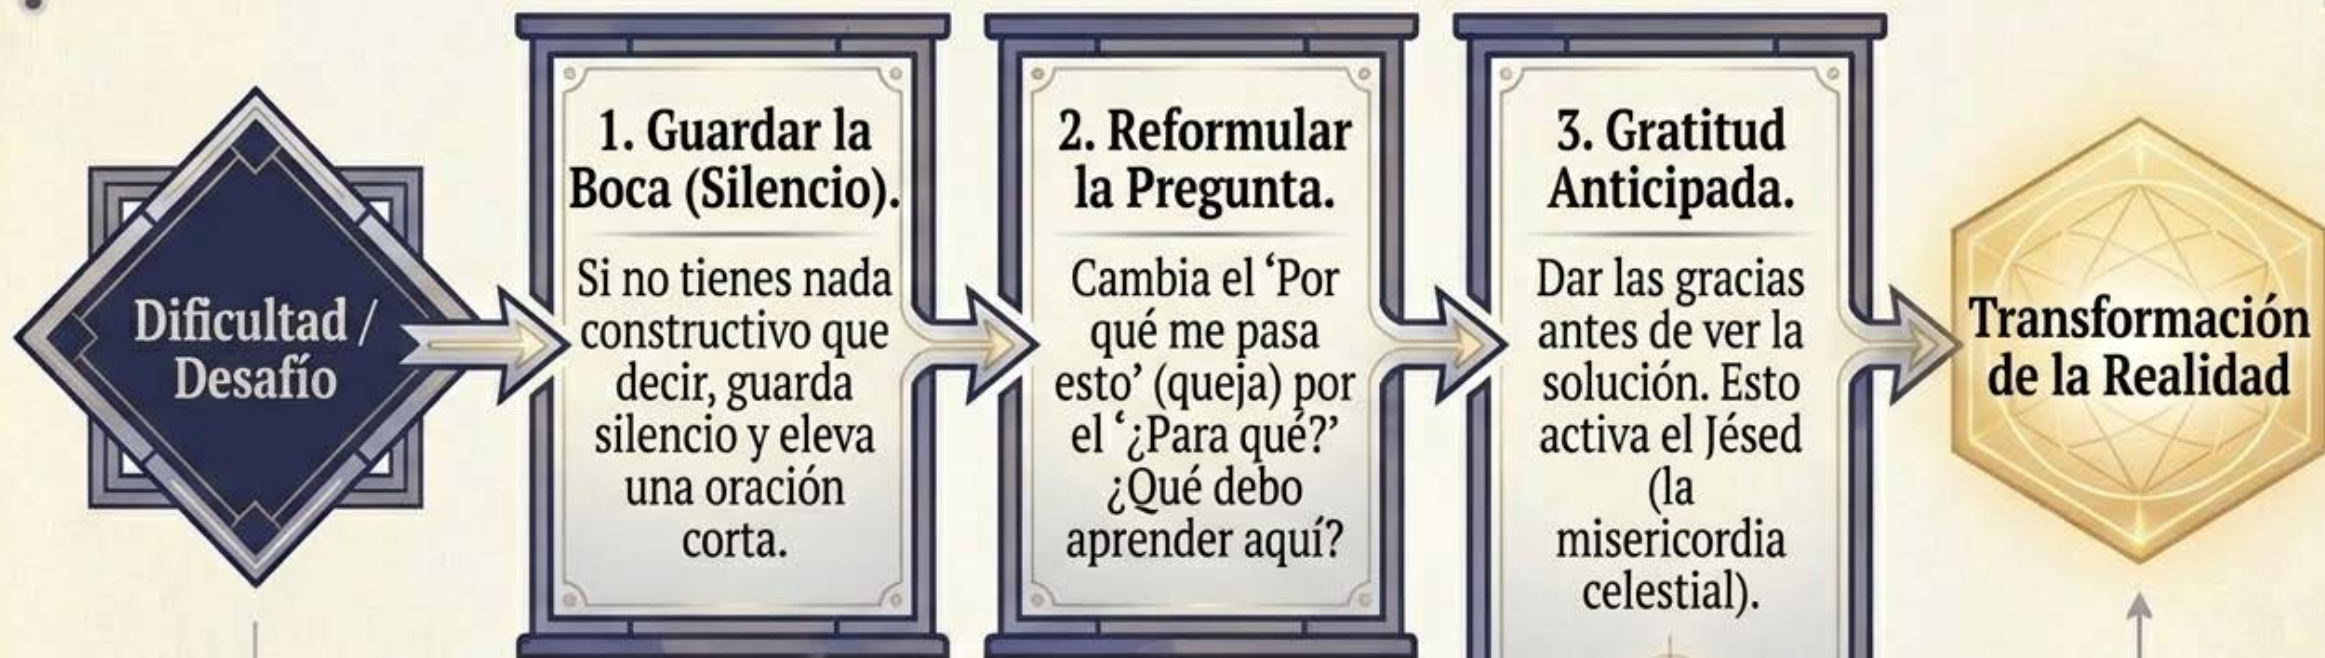 Dificultad /
Desafío
1. Guardar la
Boca (Silencio).
Si no tienes nada
constructivo que
decir, guarda
silencio y eleva
una oración
corta.
2. Reformular
la Pregunta.
Cambia el ‘Por
qué me pasa
esto’ (queja) por
el ‘¿Para qué?’
¿Qué debo
aprender aquí?
3. Gratitud
Anticipada.
Dar las gracias
antes de ver la
solución. Esto
activa el Jésed
(la
misericordia
celestial).
Transformación
de la Realidad